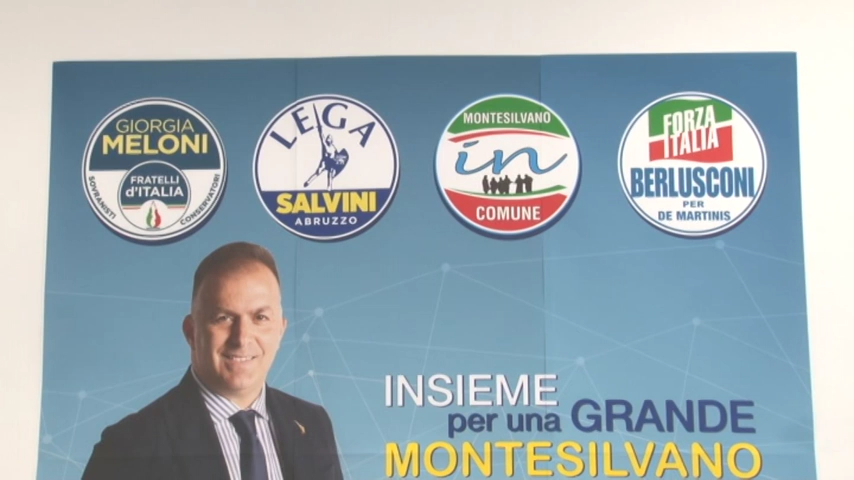 GIORGIA
MELONI
FRATELLI
d'ITALIA
SOVRANISTI
CONSERVATORI
LEGA
SALVINI
ABRUZZO
MONTESILVANO
in
COMUNE
FORZA
ITALIA
BERLUSCONI
PER
DE MARTINIS
INSIEME
per una GRANDE
MONTESILVANO